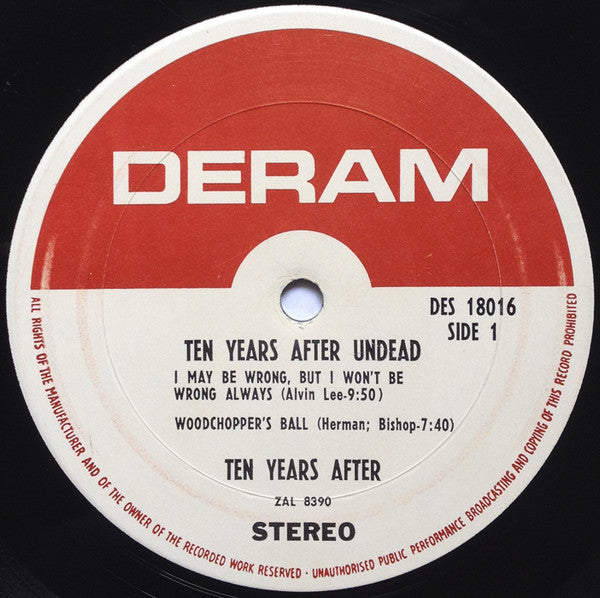 DERAM
DES 18016
SIDE 1
TEN YEARS AFTER UNDEAD
I MAY BE WRONG, BUT I WON'T BE
WRONG ALWAYS (Alvin Lee-9:50)
WOODCHOPPER'S BALL (Herman; Bishop-7:40)
TEN YEARS AFTER
ZAL 8390
STEREO
ALL RIGHTS OF THE MANUFACTURER AND OF THE OWNER OF THE RECORDED WORK RESERVED · UNAUTHORISED PUBLIC PERFORMANCE BROADCASTING AND COPYING OF THIS RECORD PROHIBITED